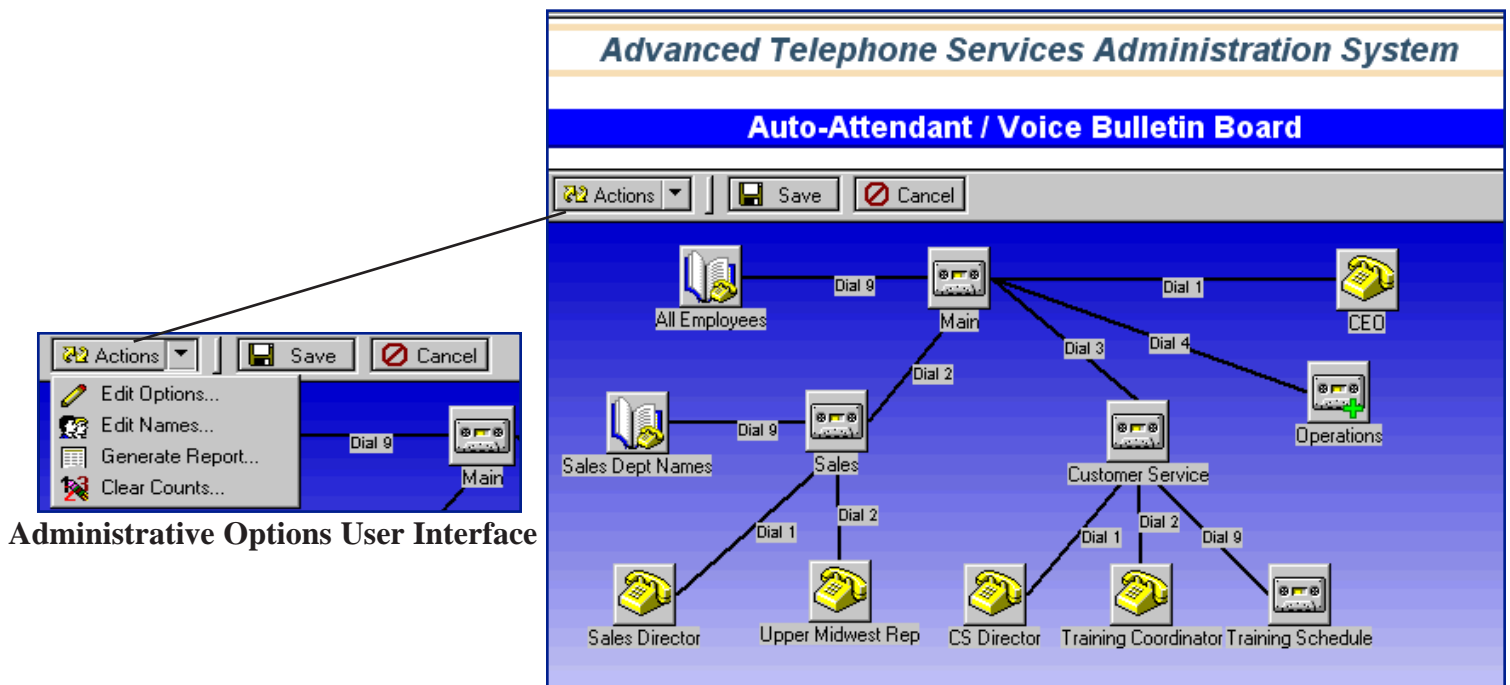 Advanced Telephone Services Administration System
Auto-Attendant / Voice Bulletin Board
Actions Save Cancel
Dial 9 Dial 1
All Employees Main CEO
Dial 3 Dial 4
Dial 2
Dial 9 Operations
Sales Dept Names Sales Customer Service
Dial 1 Dial 2 Dial 1 Dial 2 Dial 9
Sales Director Upper Midwest Rep CS Director Training Coordinator Training Schedule
Actions Save Cancel
Edit Options...
Edit Names...
Generate Report...
Clear Counts...
Dial 9
Main
Administrative Options User Interface